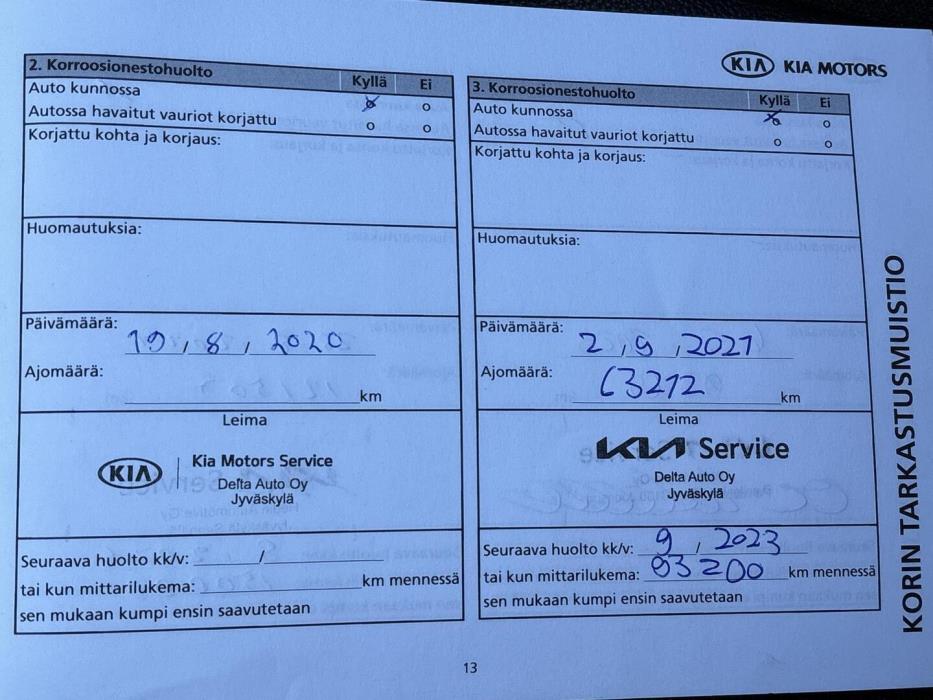 KIA KIA MOTORS
2. Korroosionestohuolto
Kyllä Ei
Auto kunnossa o o
Autossa havaitut vauriot korjattu o o
Korjattu kohta ja korjaus:
Huomautuksia:
Päivämäärä: 19 , 8 , 2020
Ajomäärä: km
Leima
KIA Kia Motors Service
Delta Auto Oy
Jyväskylä
Seuraava huolto kk/v: /
tai kun mittarilukema: km mennessä
sen mukaan kumpi ensin saavutetaan
3. Korroosionestohuolto
Kyllä Ei
Auto kunnossa o o
Autossa havaitut vauriot korjattu o o
Korjattu kohta ja korjaus:
Huomautuksia:
Päivämäärä: 2 , 9 , 2021
Ajomäärä: 63212 km
Leima
KIA Service
Delta Auto Oy
Jyväskylä
Seuraava huolto kk/v: 9 / 2023
tai kun mittarilukema: 93200 km mennessä
sen mukaan kumpi ensin saavutetaan
KORIN TARKASTUSMUISTIO
13